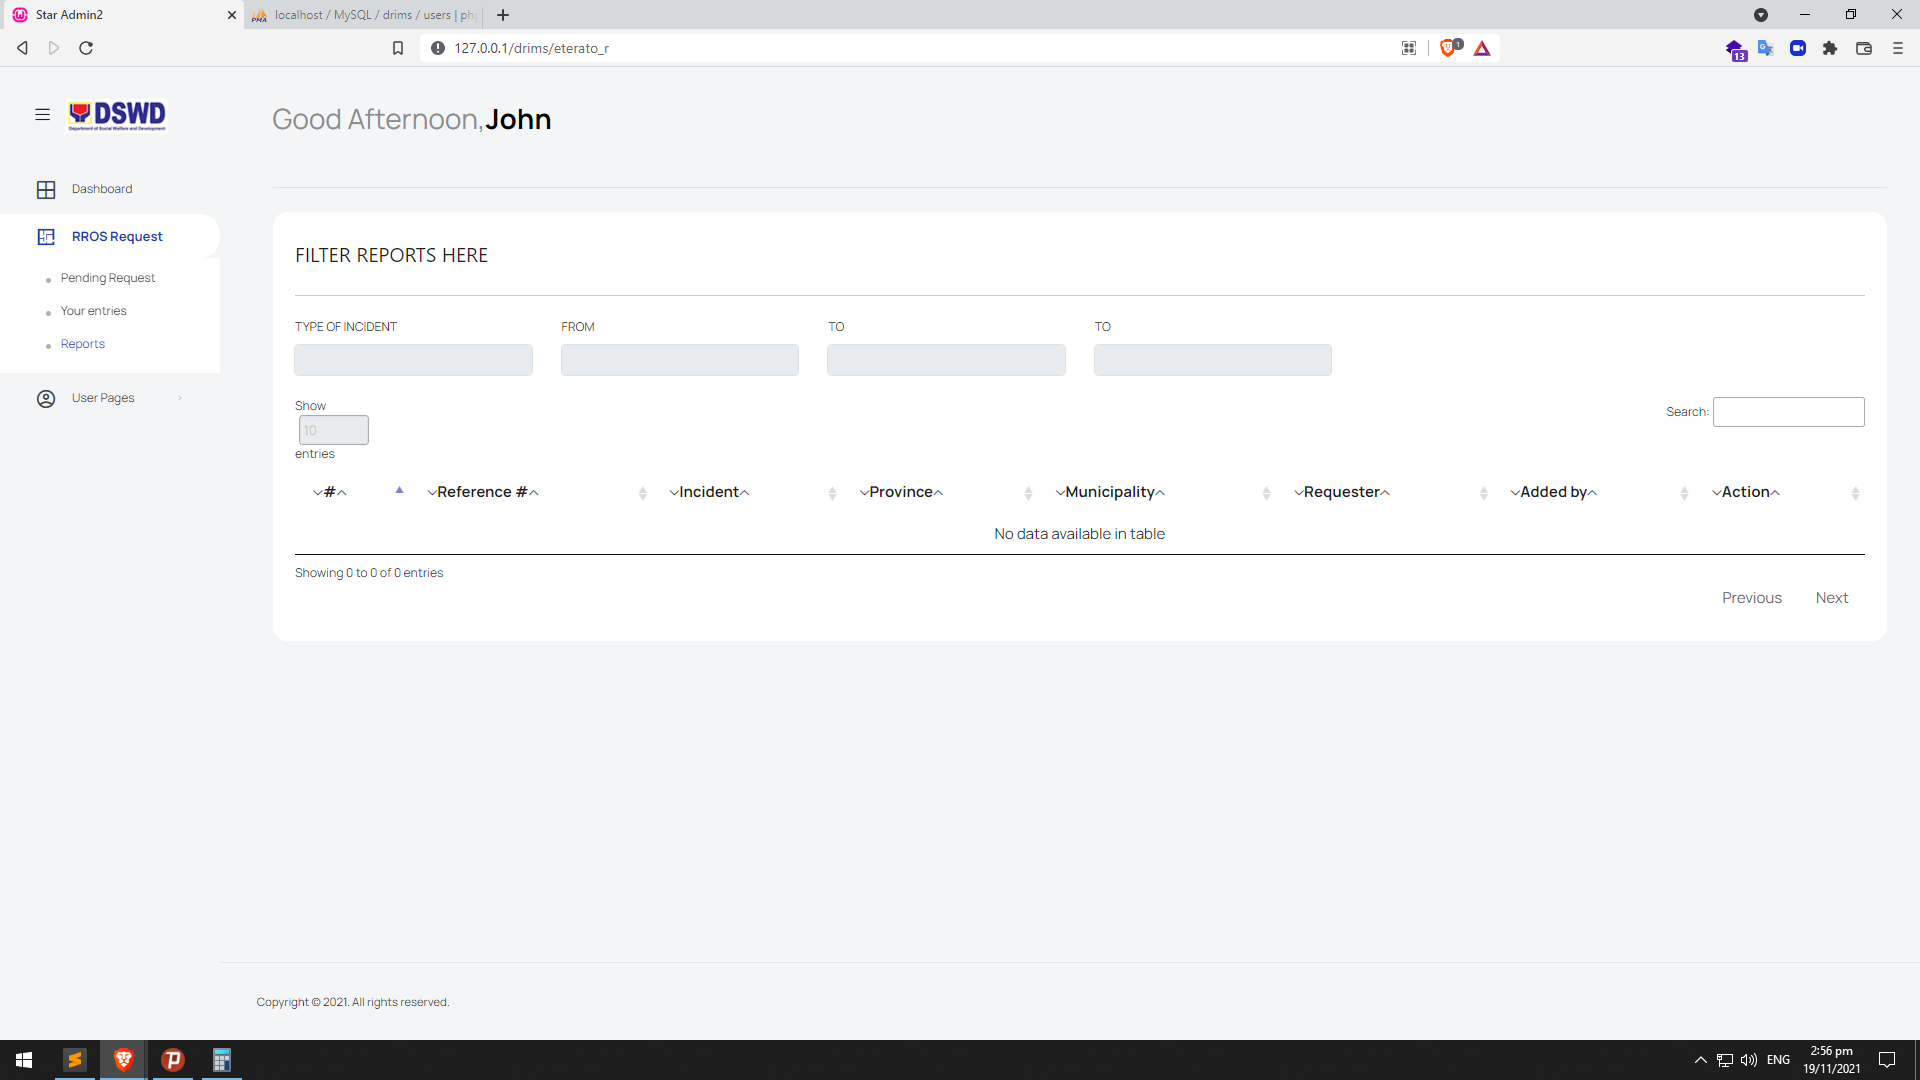 Star Admin2
localhost / MySQL / drims / users | ph
127.0.0.1/drims/eterato_r
1
13
DSWD
Department of Social Welfare and Development
Good Afternoon,John
Dashboard
RROS Request
Pending Request
Your entries
Reports
User Pages
FILTER REPORTS HERE
TYPE OF INCIDENT FROM TO TO
Show
10
entries
Search:
# Reference # Incident Province Municipality Requester Added by Action
No data available in table
Showing 0 to 0 of 0 entries
Previous Next
Copyright © 2021. All rights reserved.
ENG
2:56 pm
19/11/2021